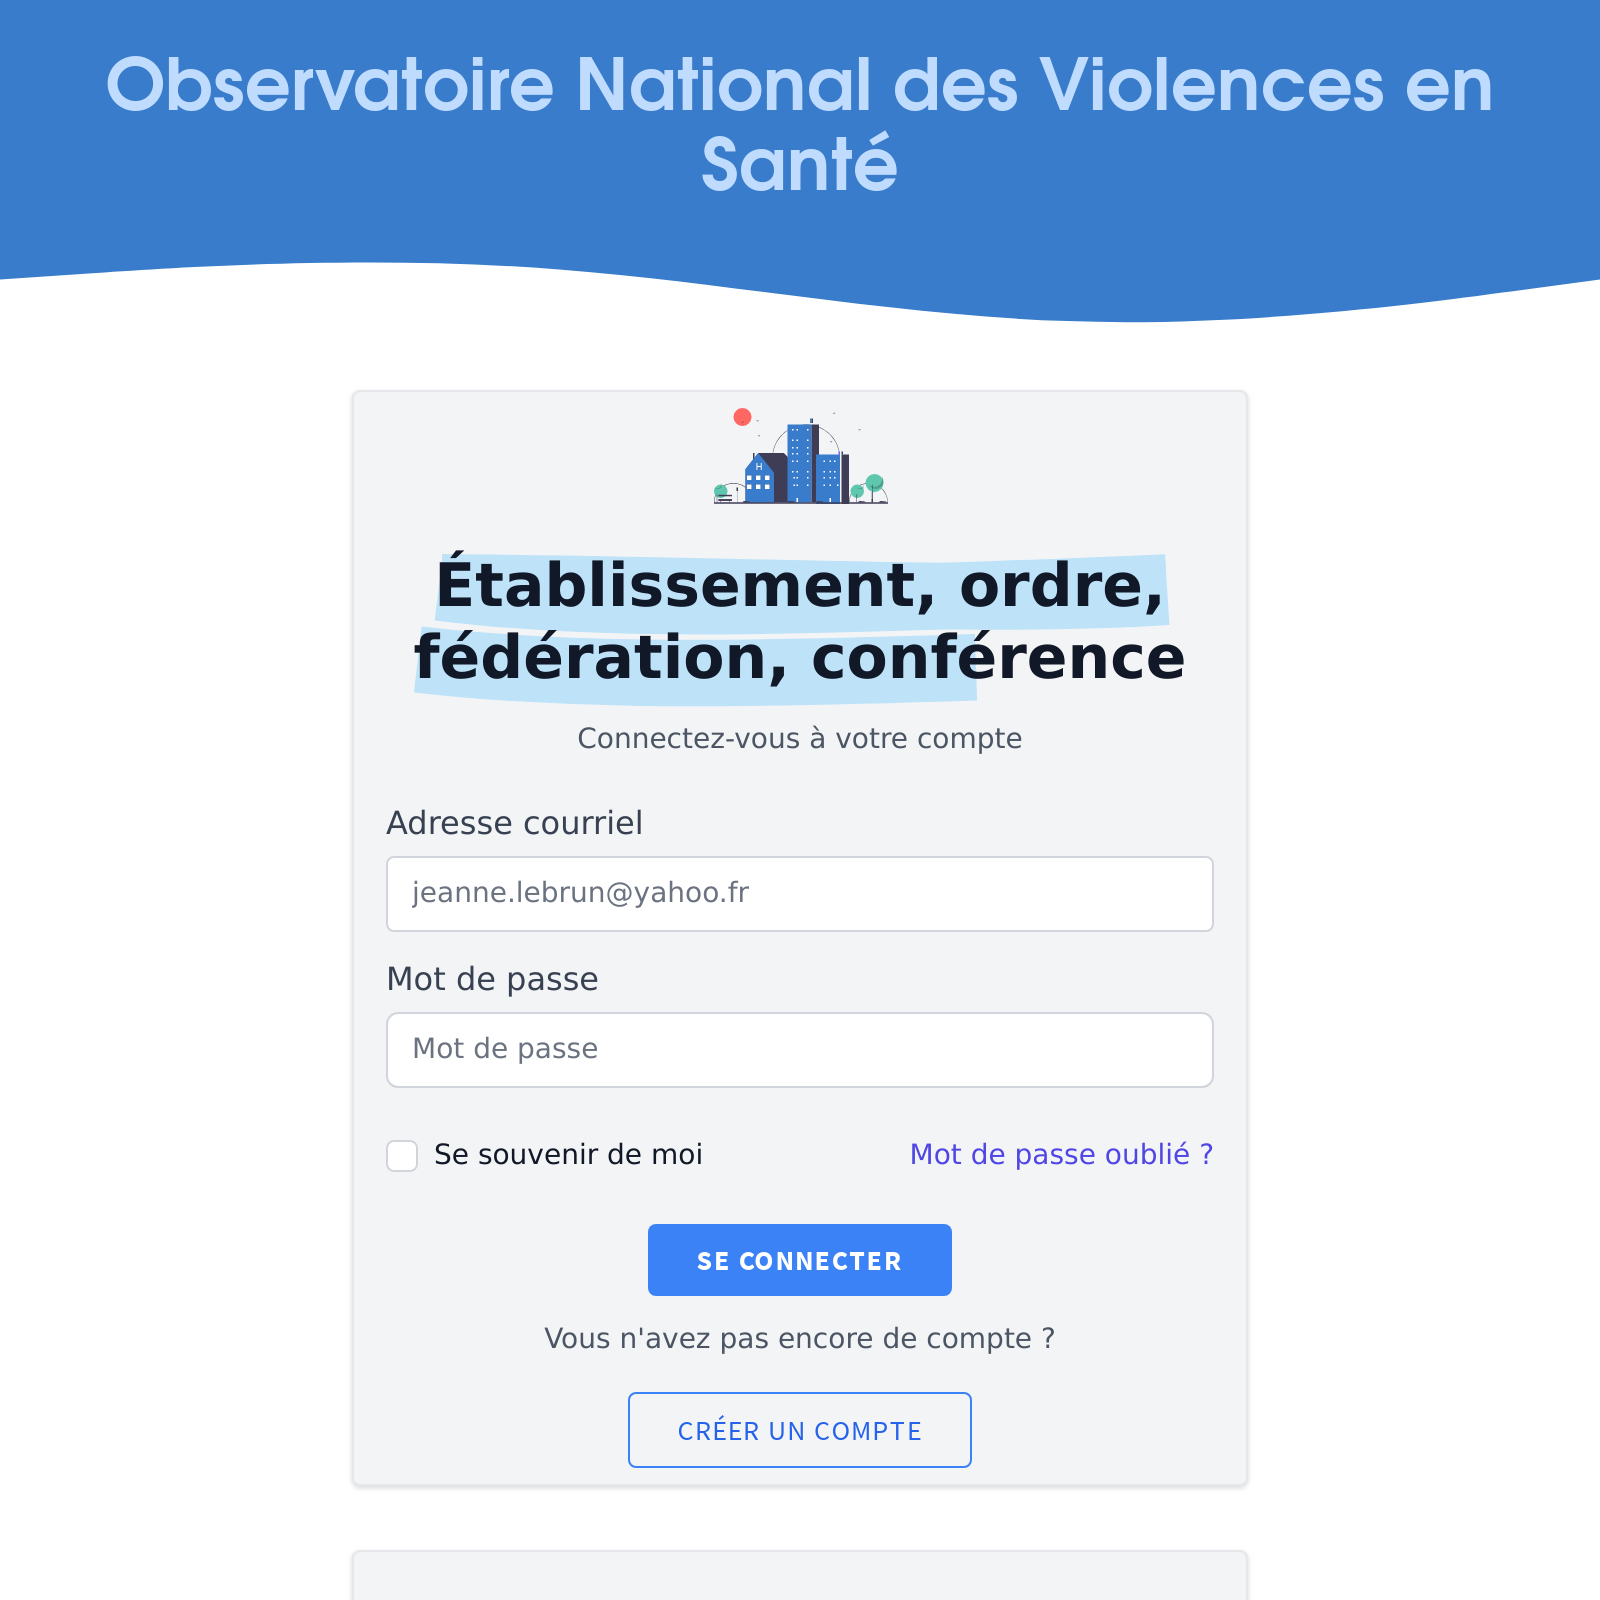 Observatoire National des Violences en
Santé
H
Établissement, ordre,
fédération, conférence
Connectez-vous à votre compte
Adresse courriel
jeanne.lebrun@yahoo.fr
Mot de passe
Mot de passe
Se souvenir de moi
Mot de passe oublié ?
SE CONNECTER
Vous n'avez pas encore de compte ?
CRÉER UN COMPTE